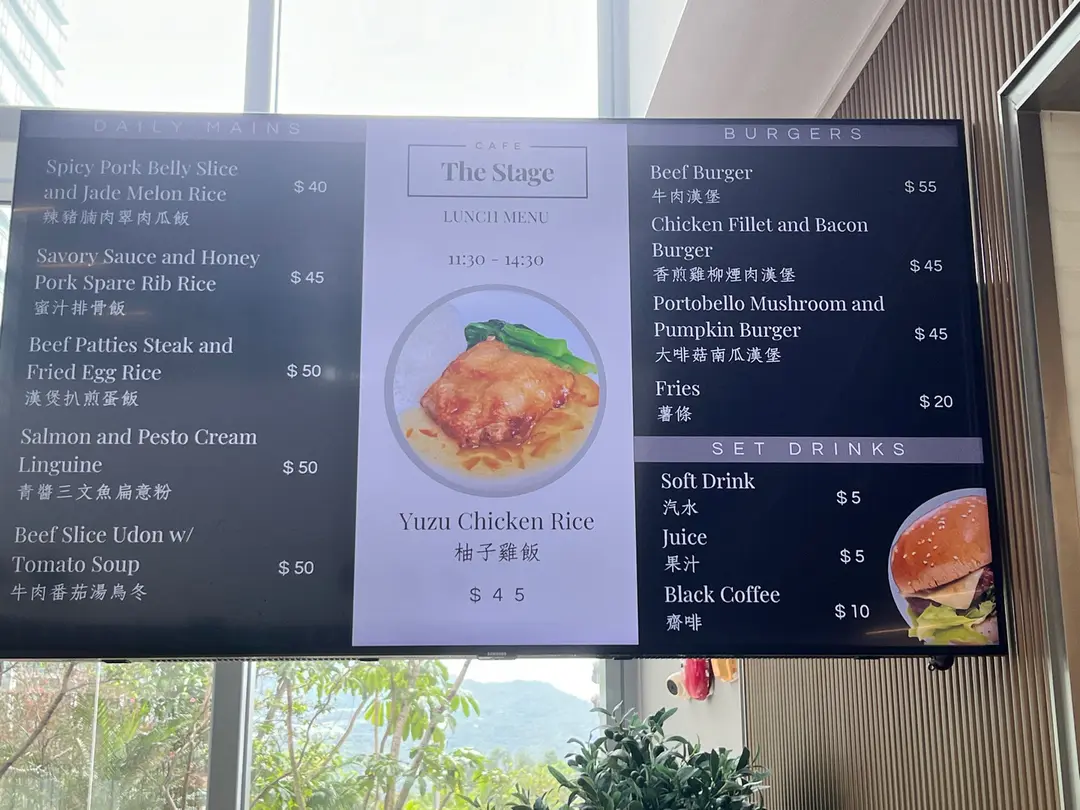 DAILY MAINS
Spicy Pork Belly Slice
and Jade Melon Rice
$ 40
辣豬腩肉翠肉瓜飯
Savory Sauce and Honey
Pork Spare Rib Rice
$ 45
蜜汁排骨飯
Beef Patties Steak and
Fried Egg Rice
$ 50
漢煲扒煎蛋飯
Salmon and Pesto Cream
Linguine
$ 50
青醬三文魚扁意粉
Beef Slice Udon w/
Tomato Soup
$ 50
牛肉番茄湯烏冬
CAFE
The Stage
LUNCH MENU
11:30 - 14:30
Yuzu Chicken Rice
柚子雞飯
$ 45
SAMSUNG
BURGERS
Beef Burger
$ 55
牛肉漢堡
Chicken Fillet and Bacon
Burger
$ 45
香煎雞柳煙肉漢堡
Portobello Mushroom and
Pumpkin Burger
$ 45
大啡菇南瓜漢堡
Fries
$ 20
薯條
SET DRINKS
Soft Drink
$ 5
汽水
Juice
$ 5
果汁
Black Coffee
$ 10
齋啡